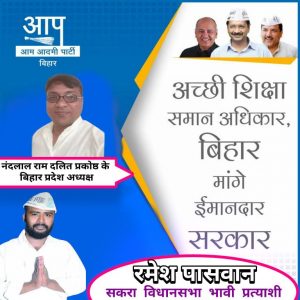 आप
आम आदमी पार्टी
बिहार
नंदलाल राम दलित प्रकोष्ठ के
बिहार प्रदेश अध्यक्ष
अच्छी शिक्षा
समान अधिकार,
बिहार
मांगे
ईमानदार
सरकार
रमेश पासवान
सकरा विधानसभा भावी प्रत्याशी